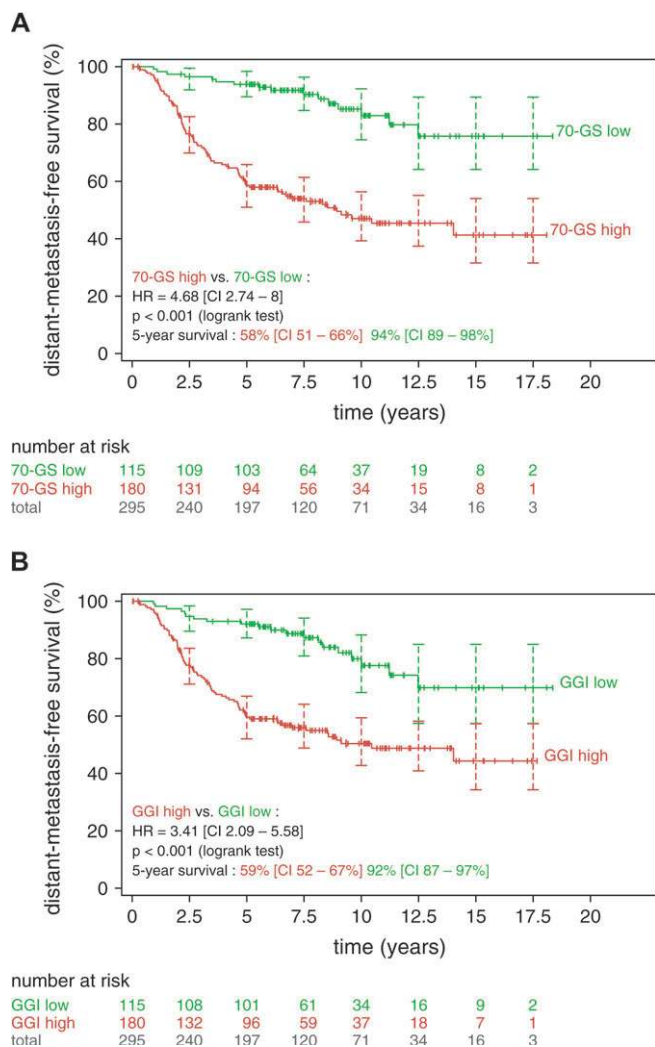 A
distant-metastasis-free survival (%)
100
80
60
40
20
0
70-GS low
70-GS high
70-GS high vs. 70-GS low :
HR = 4.68 [CI 2.74 – 8]
p < 0.001 (logrank test)
5-year survival : 58% [CI 51 – 66%] 94% [CI 89 – 98%]
0 2.5 5 7.5 10 12.5 15 17.5 20
time (years)
number at risk
70-GS low 115 109 103 64 37 19 8 2
70-GS high 180 131 94 56 34 15 8 1
total 295 240 197 120 71 34 16 3
B
distant-metastasis-free survival (%)
100
80
60
40
20
0
GGI low
GGI high
GGI high vs. GGI low :
HR = 3.41 [CI 2.09 – 5.58]
p < 0.001 (logrank test)
5-year survival : 59% [CI 52 – 67%] 92% [CI 87 – 97%]
0 2.5 5 7.5 10 12.5 15 17.5 20
time (years)
number at risk
GGI low 115 108 101 61 34 16 9 2
GGI high 180 132 96 59 37 18 7 1
total 295 240 197 120 71 34 16 3